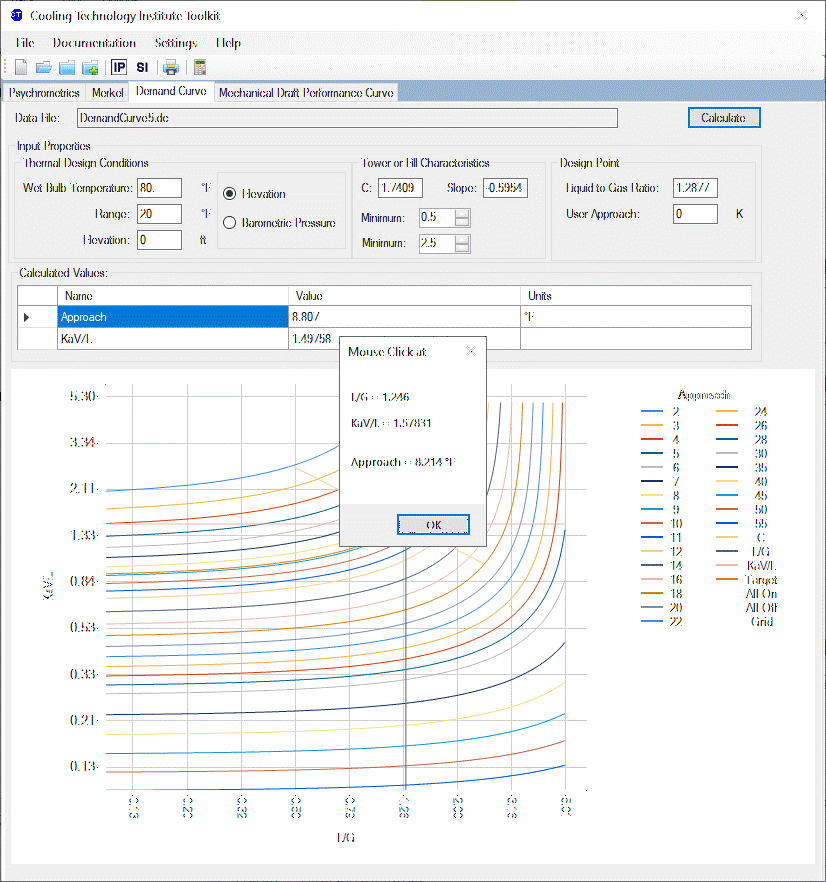 Cooling Technology Institute Toolkit
File Documentation Settings Help
IP SI
Psychrometrics Merkel Demand Curve Mechanical Draft Performance Curve
Data File: DemandCurve5.dc Calculate
Input Properties
Thermal Design Conditions
Wet Bulb Temperature: 80. °F
Range: 20 °F
Elevation: 0 ft
Elevation
Barometric Pressure
Tower or Fill Characteristics
C: 1.7409 Slope: -0.5954
Minimum: 0.5
Minimum: 2.5
Design Point
Liquid to Gas Ratio: 1.2877
User Approach: 0 K
Calculated Values:
Name Value Units
Approach 8.807 °F
KaV/L 1.49758
Mouse Click at
L/G = 1.246
KaV/L = 1.57831
Approach = 8.214 °F
OK
5.30
3.34
2.11
1.33
0.84
0.53
0.33
0.21
0.13
KaV/L
L/G
Approach
2 24
3 26
4 28
5 30
6 35
7 40
8 45
9 50
10 55
11 C
12 L/G
14 KaV/L
16 Target
18 All On
20 All Off
22 Grid